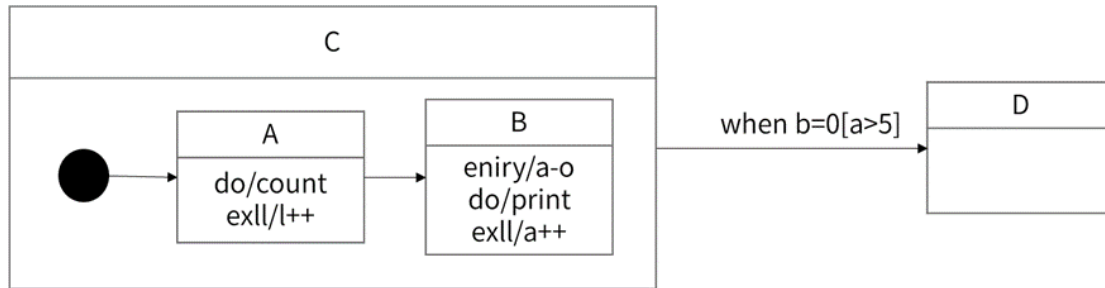 C
A
do/count
exll/l++
B
eniry/a-o
do/print
exll/a++
when b=0[a>5]
D